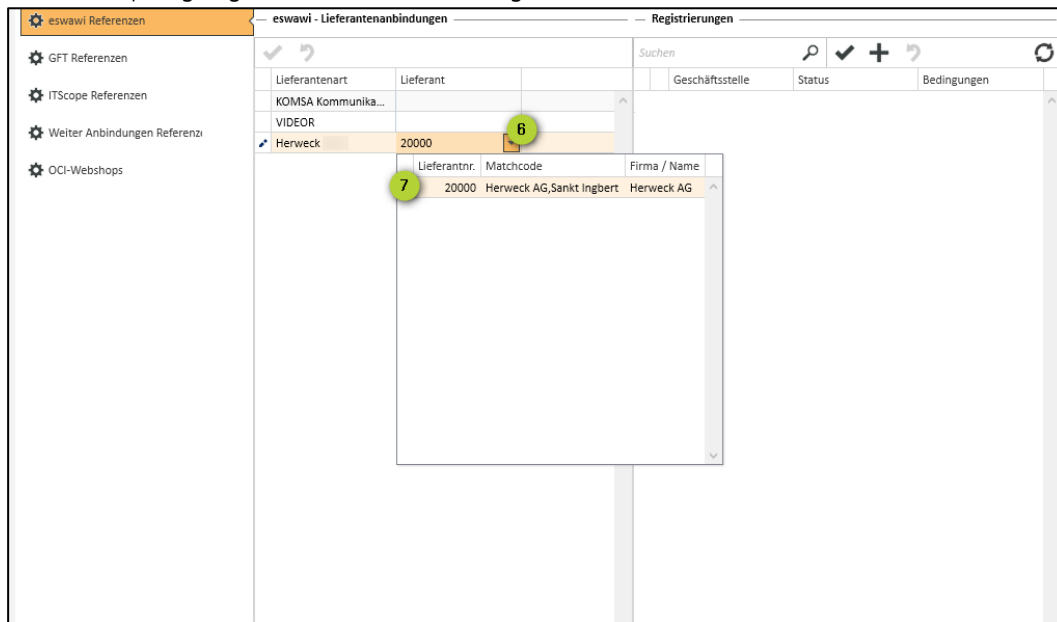 eswawi Referenzen
GFT Referenzen
ITScope Referenzen
Weiter Anbindungen Referenz
OCI-Webshops
eswawi - Lieferantenanbindungen
Lieferantenart Lieferant
KOMSA Kommunika...
VIDEOR
Herweck 20000
6
Lieferantnr. Matchcode Firma / Name
7 20000 Herweck AG,Sankt Ingbert Herweck AG
Registrierungen
Suchen
Geschäftsstelle Status Bedingungen